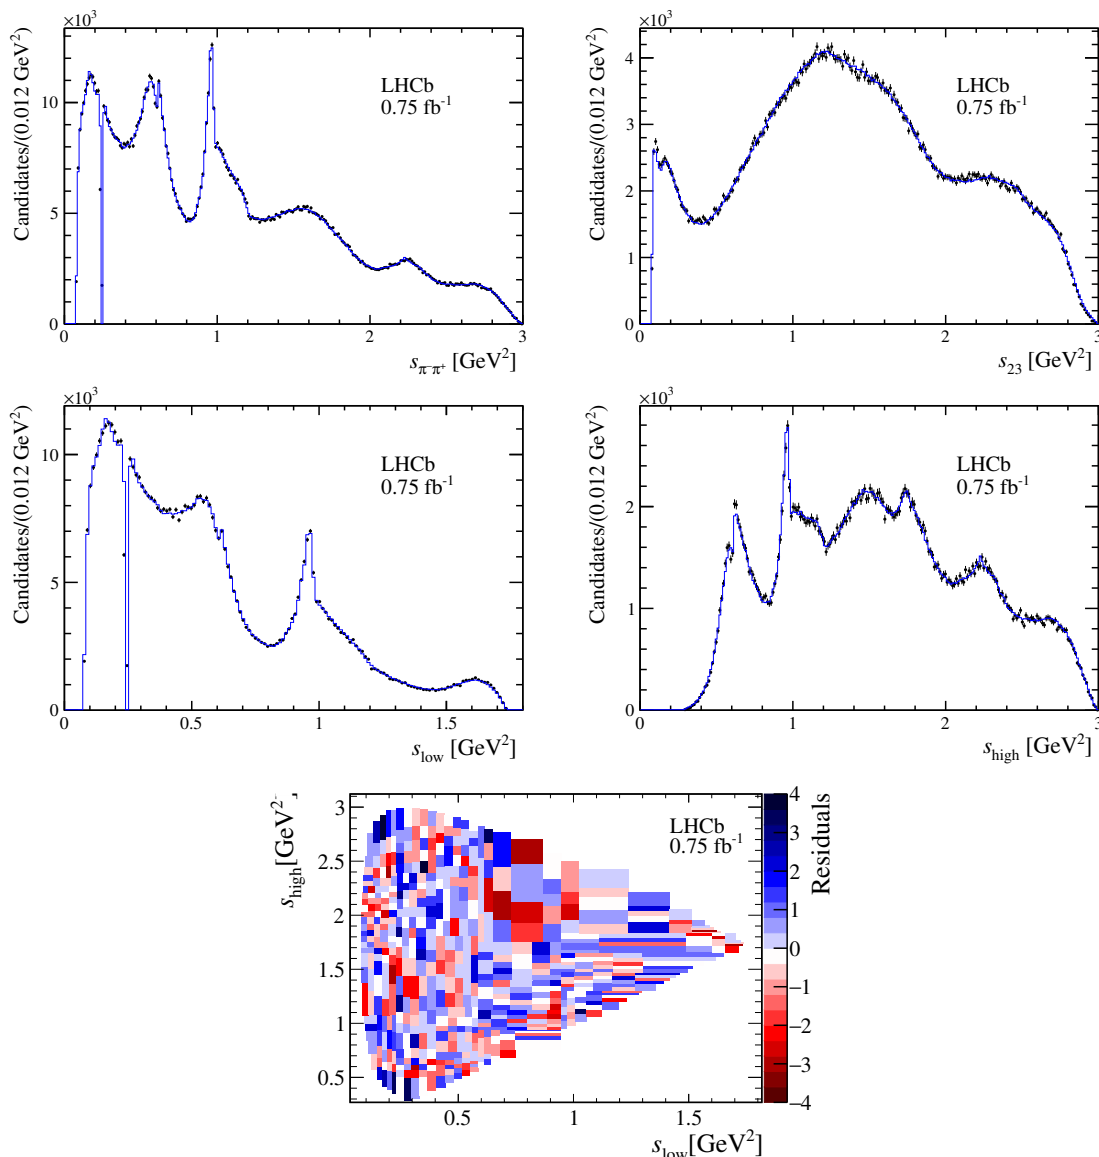 ×10³
Candidates/(0.012 GeV²)
10
5
0
0
1
2
3
LHCb
0.75 fb⁻¹
sπ⁻π⁺ [GeV²]
×10³
Candidates/(0.012 GeV²)
4
3
2
1
0
0
1
2
3
LHCb
0.75 fb⁻¹
s₂₃ [GeV²]
×10³
Candidates/(0.012 GeV²)
10
5
0
0
0.5
1
1.5
LHCb
0.75 fb⁻¹
s_low [GeV²]
×10³
Candidates/(0.012 GeV²)
2
1
0
0
1
2
3
LHCb
0.75 fb⁻¹
s_high [GeV²]
s_high [GeV²]
3
2.5
2
1.5
1
0.5
0.5
1
1.5
LHCb
0.75 fb⁻¹
s_low[GeV²]
4
3
2
1
0
−1
−2
−3
−4
Residuals